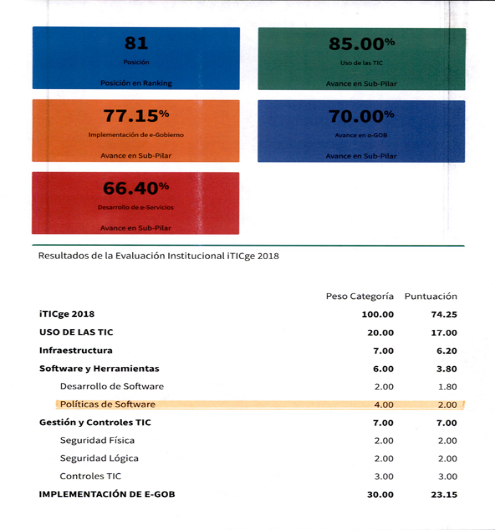 81
Posición
Posición en Ranking
85.00%
Uso de las TIC
Avance en Sub-Pilar
77.15%
Implementación de e-Gobierno
Avance en Sub-Pilar
70.00%
Avance en e-GOB
Avance en Sub-Pilar
66.40%
Desarrollo de e-Servicios
Avance en Sub-Pilar
Resultados de la Evaluación Institucional iTICge 2018
Peso Categoría Puntuación
iTICge 2018 100.00 74.25
USO DE LAS TIC 20.00 17.00
Infraestructura 7.00 6.20
Software y Herramientas 6.00 3.80
Desarrollo de Software 2.00 1.80
Políticas de Software 4.00 2.00
Gestión y Controles TIC 7.00 7.00
Seguridad Física 2.00 2.00
Seguridad Lógica 2.00 2.00
Controles TIC 3.00 3.00
IMPLEMENTACIÓN DE E-GOB 30.00 23.15